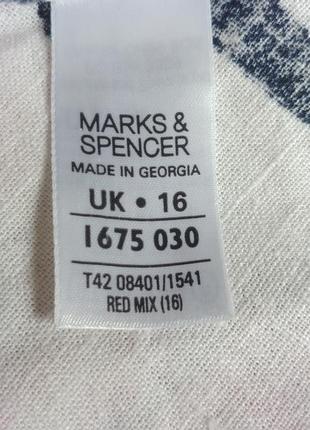 MARKS &
SPENCER
MADE IN GEORGIA
UK • 16
1675 030
T42 08401/1541
RED MIX (16)